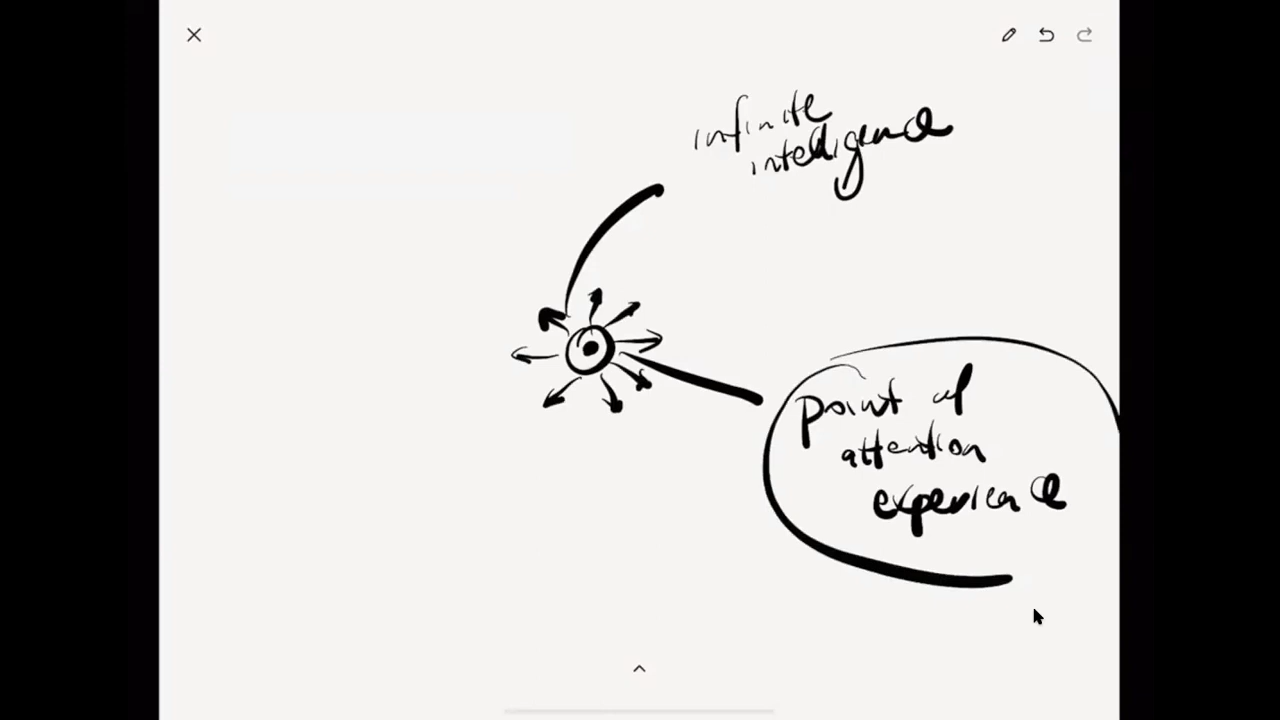 infinite
intelligence
point of
attention
experience